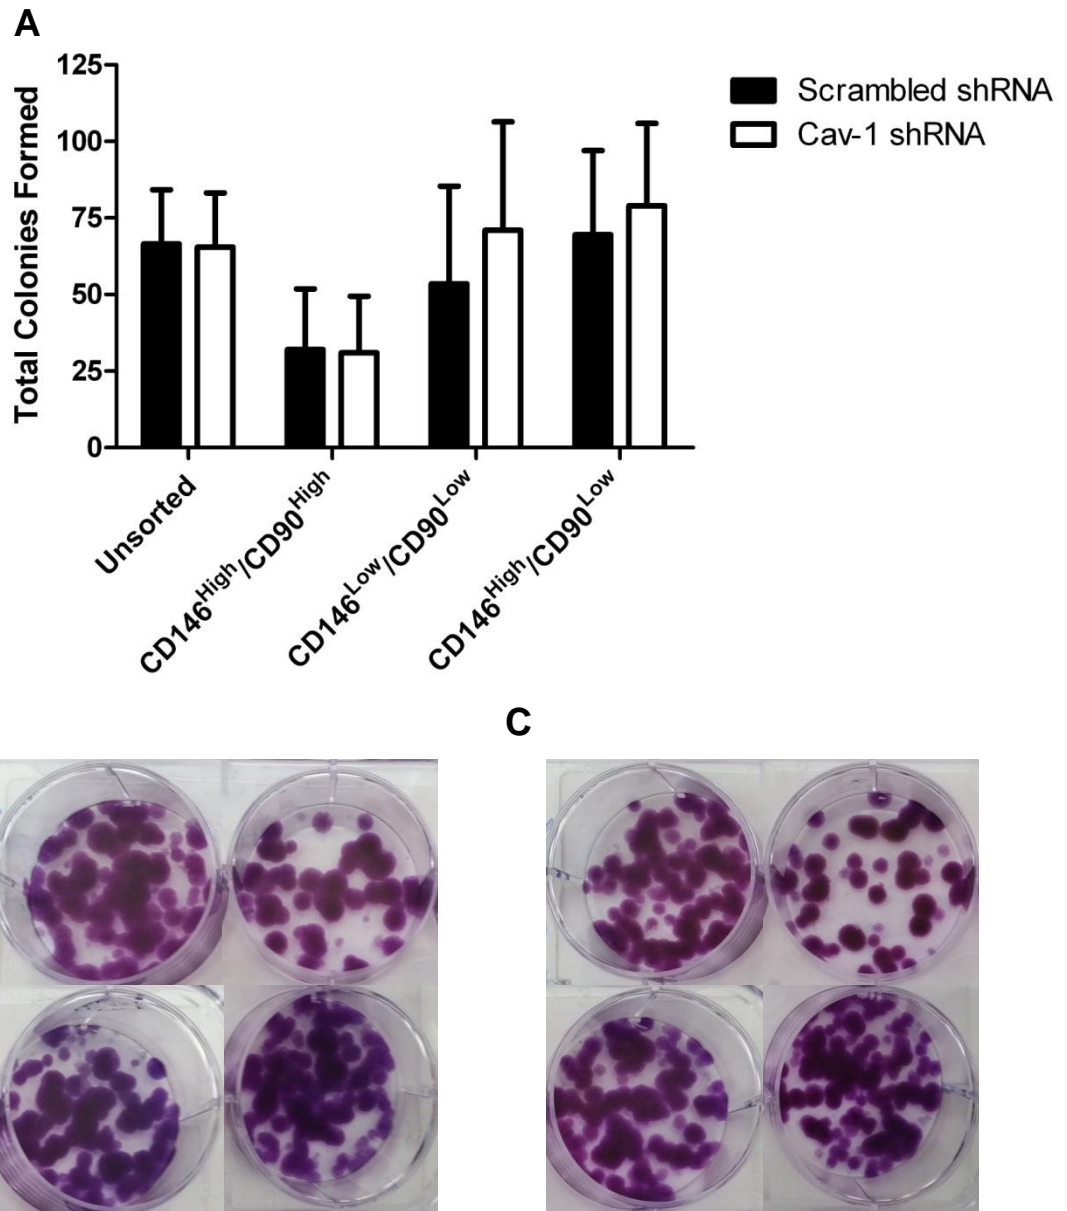 A
Total Colonies Formed
125
100
75
50
25
0
Scrambled shRNA
Cav-1 shRNA
Unsorted
CD146High/CD90High
CD146Low/CD90Low
CD146High/CD90Low
C